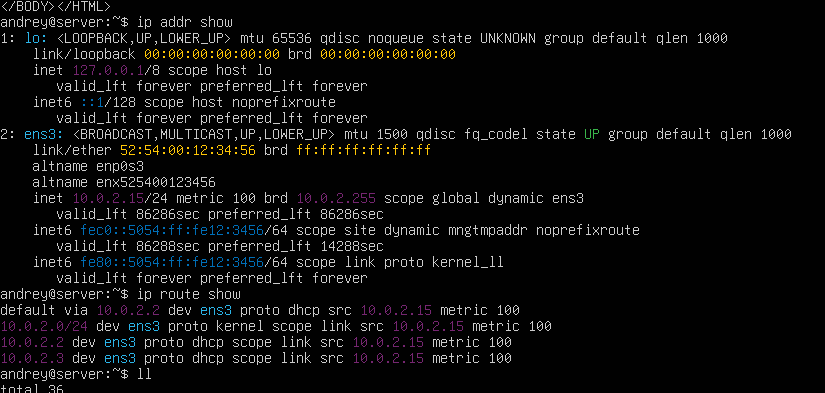 </BODY></HTML>
andrey@server:~$ ip addr show
1: lo: <LOOPBACK,UP,LOWER_UP> mtu 65536 qdisc noqueue state UNKNOWN group default qlen 1000
    link/loopback 00:00:00:00:00:00 brd 00:00:00:00:00:00
    inet 127.0.0.1/8 scope host lo
       valid_lft forever preferred_lft forever
    inet6 ::1/128 scope host noprefixroute
       valid_lft forever preferred_lft forever
2: ens3: <BROADCAST,MULTICAST,UP,LOWER_UP> mtu 1500 qdisc fq_codel state UP group default qlen 1000
    link/ether 52:54:00:12:34:56 brd ff:ff:ff:ff:ff:ff
    altname enp0s3
    altname enx525400123456
    inet 10.0.2.15/24 metric 100 brd 10.0.2.255 scope global dynamic ens3
       valid_lft 86286sec preferred_lft 86286sec
    inet6 fec0::5054:ff:fe12:3456/64 scope site dynamic mngtmpaddr noprefixroute
       valid_lft 86288sec preferred_lft 14288sec
    inet6 fe80::5054:ff:fe12:3456/64 scope link proto kernel_ll
       valid_lft forever preferred_lft forever
andrey@server:~$ ip route show
default via 10.0.2.2 dev ens3 proto dhcp src 10.0.2.15 metric 100
10.0.2.0/24 dev ens3 proto kernel scope link src 10.0.2.15 metric 100
10.0.2.2 dev ens3 proto dhcp scope link src 10.0.2.15 metric 100
10.0.2.3 dev ens3 proto dhcp scope link src 10.0.2.15 metric 100
andrey@server:~$ ll
total 36